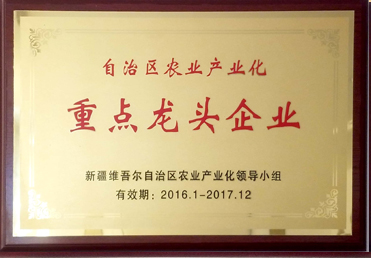 自治区农业产业化
重点龙头企业
新疆维吾尔自治区农业产业化领导小组
有效期：2016.1-2017.12